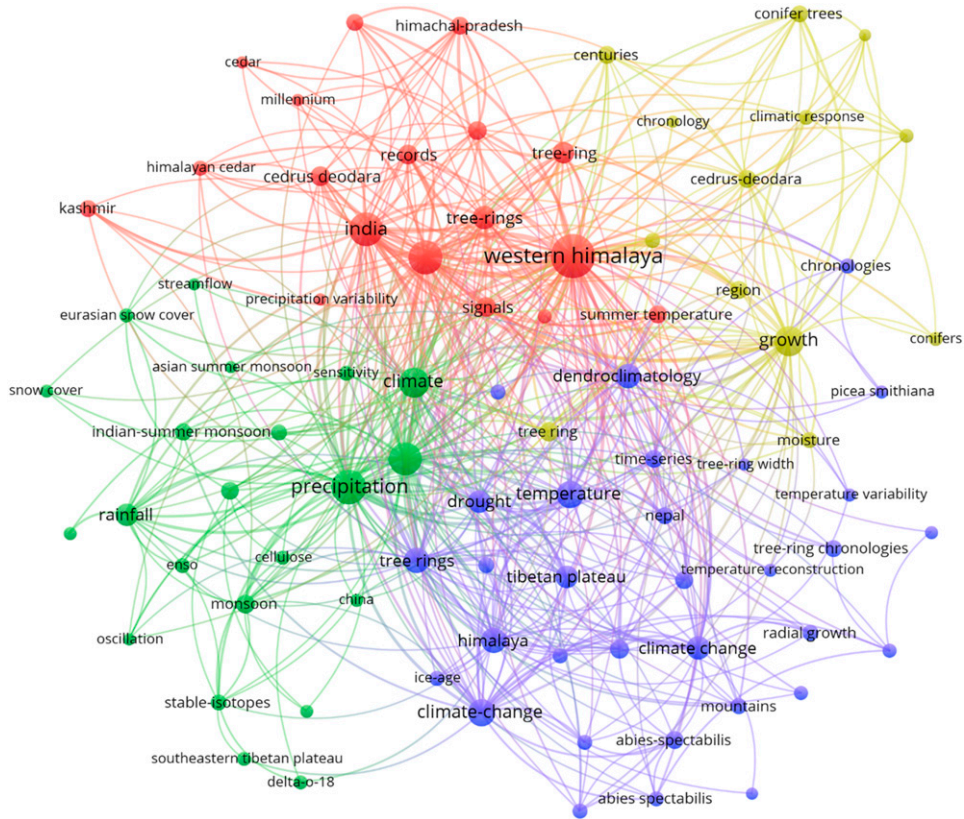 conifer trees
himachal-pradesh
centuries
cedar
millennium
climatic response
chronology
records
tree-ring
himalayan cedar
cedrus deodara
cedrus-deodara
kashmir
tree-rings
india
western himalaya
chronologies
streamflow
region
precipitation variability
signals
summer temperature
eurasian snow cover
growth
conifers
asian summer monsoon
sensitivity
climate
dendroclimatology
snow cover
picea smithiana
indian-summer monsoon
tree ring
moisture
time-series
tree-ring width
precipitation
temperature
temperature variability
drought
rainfall
nepal
tree-ring chronologies
cellulose
enso
tree rings
tibetan plateau
temperature reconstruction
monsoon
china
radial growth
oscillation
himalaya
climate change
ice-age
stable-isotopes
mountains
climate-change
abies-spectabilis
southeastern tibetan plateau
delta-o-18
abies spectabilis